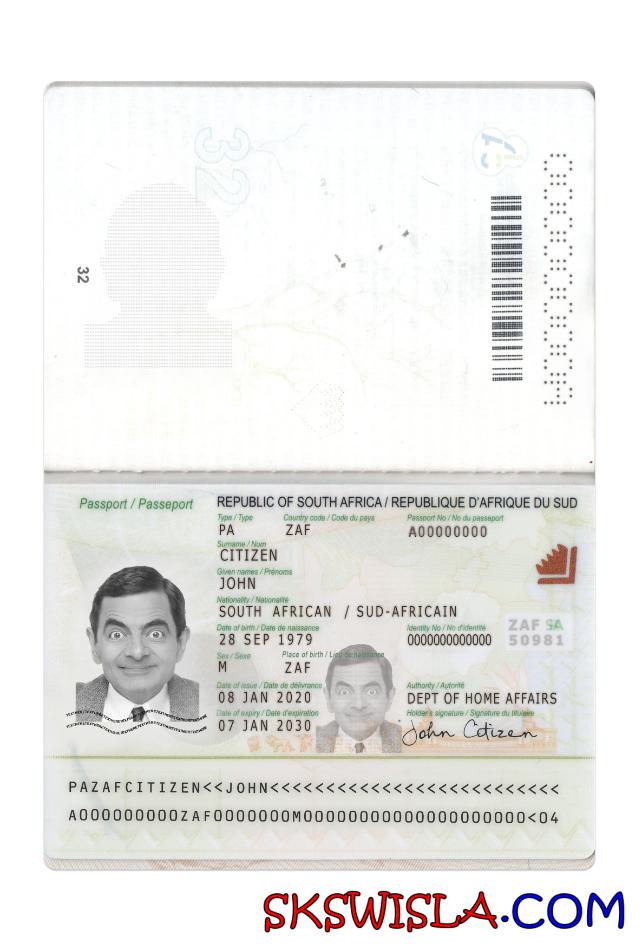 32
32
A00000000
Passport / Passeport
REPUBLIC OF SOUTH AFRICA / REPUBLIQUE D'AFRIQUE DU SUD
Type / Type Country code / Code du pays Passport No / No du passeport
PA ZAF A00000000
Surname / Nom
CITIZEN
Given names / Prénoms
JOHN
Nationality / Nationalité
SOUTH AFRICAN / SUD-AFRICAIN
Date of birth / Date de naissance Identity No / No d'identité
28 SEP 1979 0000000000000 ZAF SA
50981
Sex / Sexe Place of birth / Lieu de naissance
M ZAF
Date of issue / Date de délivrance Authority / Autorité
08 JAN 2020 DEPT OF HOME AFFAIRS
Date of expiry / Date d'expiration Holder's signature / Signature du titulaire
07 JAN 2030 John Citizen
PAZAFCITIZEN<<JOHN<<<<<<<<<<<<<<<<<<<<<<<<<<
A000000000ZAF0000000M0000000000000000000000<04
SKSWISLA.COM